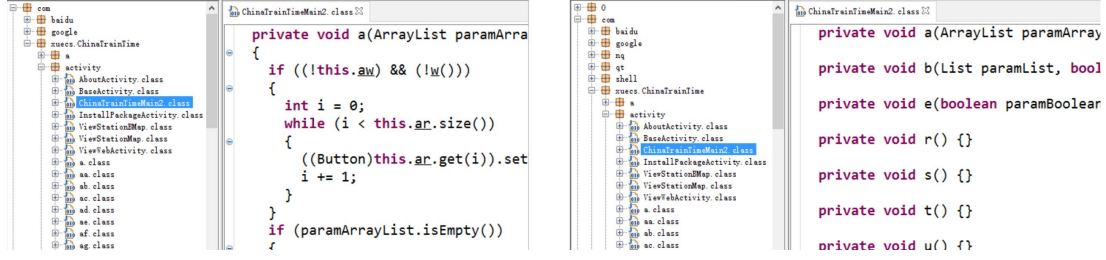 com
baidu
google
xuecs.ChinaTrainTime
a
activity
AboutActivity.class
BaseActivity.class
ChinaTrainTimeMain2.class
InstallPackageActivity.class
ViewStationBMap.class
ViewStationMap.class
ViewWebActivity.class
a.class
aa.class
ab.class
ac.class
ad.class
ae.class
af.class
ag.class
ChinaTrainTimeMain2.class
private void a(ArrayList paramArra
{
if ((!this.aw) && (!w()))
{
int i = 0;
while (i < this.ar.size())
{
((Button)this.ar.get(i)).set
i += 1;
}
}
if (paramArrayList.isEmpty())
{
0
com
baidu
google
nq
qt
shell
xuecs.ChinaTrainTime
a
activity
AboutActivity.class
BaseActivity.class
ChinaTrainTimeMain2.class
InstallPackageActivity.class
ViewStationBMap.class
ViewStationMap.class
ViewWebActivity.class
a.class
aa.class
ab.class
ac.class
ChinaTrainTimeMain2.class
private void a(ArrayList paramArray
private void b(List paramList, bool
private void e(boolean paramBoolean
private void r() {}
private void s() {}
private void t() {}
private void u() {}